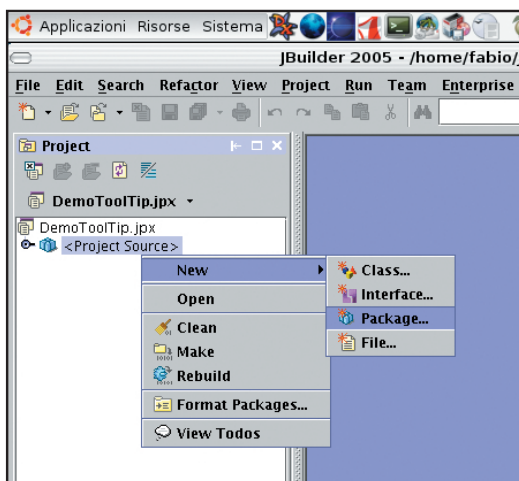 Applicazioni Risorse Sistema
JBuilder 2005 - /home/fabio/
File Edit Search Refactor View Project Run Team Enterprise
Project
DemoToolTip.jpx
DemoToolTip.jpx
<Project Source>
New
Open
Clean
Make
Rebuild
Format Packages...
View Todos
Class...
Interface...
Package...
File...